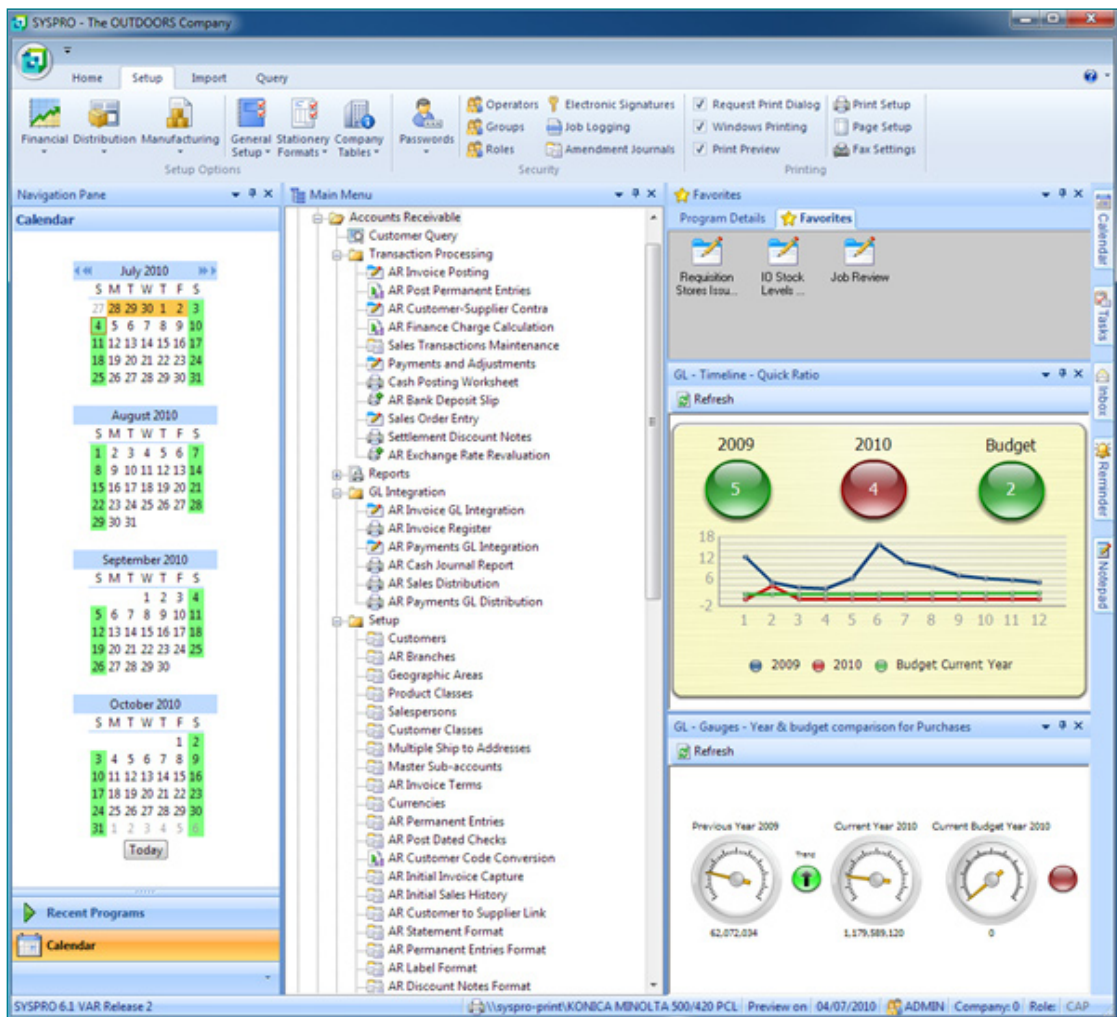 SYSPRO - The OUTDOORS Company
Home Setup Import Query
Financial Distribution Manufacturing General Setup Stationery Formats Company Tables
Setup Options
Passwords
Operators Electronic Signatures
Groups Job Logging
Roles Amendment Journals
Security
Request Print Dialog Print Setup
Windows Printing Page Setup
Print Preview Fax Settings
Printing
Navigation Pane
Calendar
July 2010
S M T W T F S
27 28 29 30 1 2 3
4 5 6 7 8 9 10
11 12 13 14 15 16 17
18 19 20 21 22 23 24
25 26 27 28 29 30 31
August 2010
S M T W T F S
1 2 3 4 5 6 7
8 9 10 11 12 13 14
15 16 17 18 19 20 21
22 23 24 25 26 27 28
29 30 31
September 2010
S M T W T F S
1 2 3 4
5 6 7 8 9 10 11
12 13 14 15 16 17 18
19 20 21 22 23 24 25
26 27 28 29 30
October 2010
S M T W T F S
1 2
3 4 5 6 7 8 9
10 11 12 13 14 15 16
17 18 19 20 21 22 23
24 25 26 27 28 29 30
31 1 2 3 4 5 6
Today
Recent Programs
Calendar
Main Menu
Accounts Receivable
Customer Query
Transaction Processing
AR Invoice Posting
AR Post Permanent Entries
AR Customer-Supplier Contra
AR Finance Charge Calculation
Sales Transactions Maintenance
Payments and Adjustments
Cash Posting Worksheet
AR Bank Deposit Slip
Sales Order Entry
Settlement Discount Notes
AR Exchange Rate Revaluation
Reports
GL Integration
AR Invoice GL Integration
AR Invoice Register
AR Payments GL Integration
AR Cash Journal Report
AR Sales Distribution
AR Payments GL Distribution
Setup
Customers
AR Branches
Geographic Areas
Product Classes
Salespersons
Customer Classes
Multiple Ship to Addresses
Master Sub-accounts
AR Invoice Terms
Currencies
AR Permanent Entries
AR Post Dated Checks
AR Customer Code Conversion
AR Initial Invoice Capture
AR Initial Sales History
AR Customer to Supplier Link
AR Statement Format
AR Permanent Entries Format
AR Label Format
AR Discount Notes Format
Favorites
Program Details Favorites
Requisition Stores Issu...
IO Stock Levels ...
Job Review
GL - Timeline - Quick Ratio
Refresh
2009 2010 Budget
5 4 2
18
12
6
-2
1 2 3 4 5 6 7 8 9 10 11 12
2009 2010 Budget Current Year
GL - Gauges - Year & budget comparison for Purchases
Refresh
Previous Year 2009 Trend Current Year 2010 Current Budget Year 2010
62,072,034 1,179,589,120 0
Calendar
Tasks
Inbox
Reminder
Notepad
SYSPRO 6.1 VAR Release 2 \\syspro-print\KONICA MINOLTA 500/420 PCL Preview on 04/07/2010 ADMIN Company: 0 Role: CAP